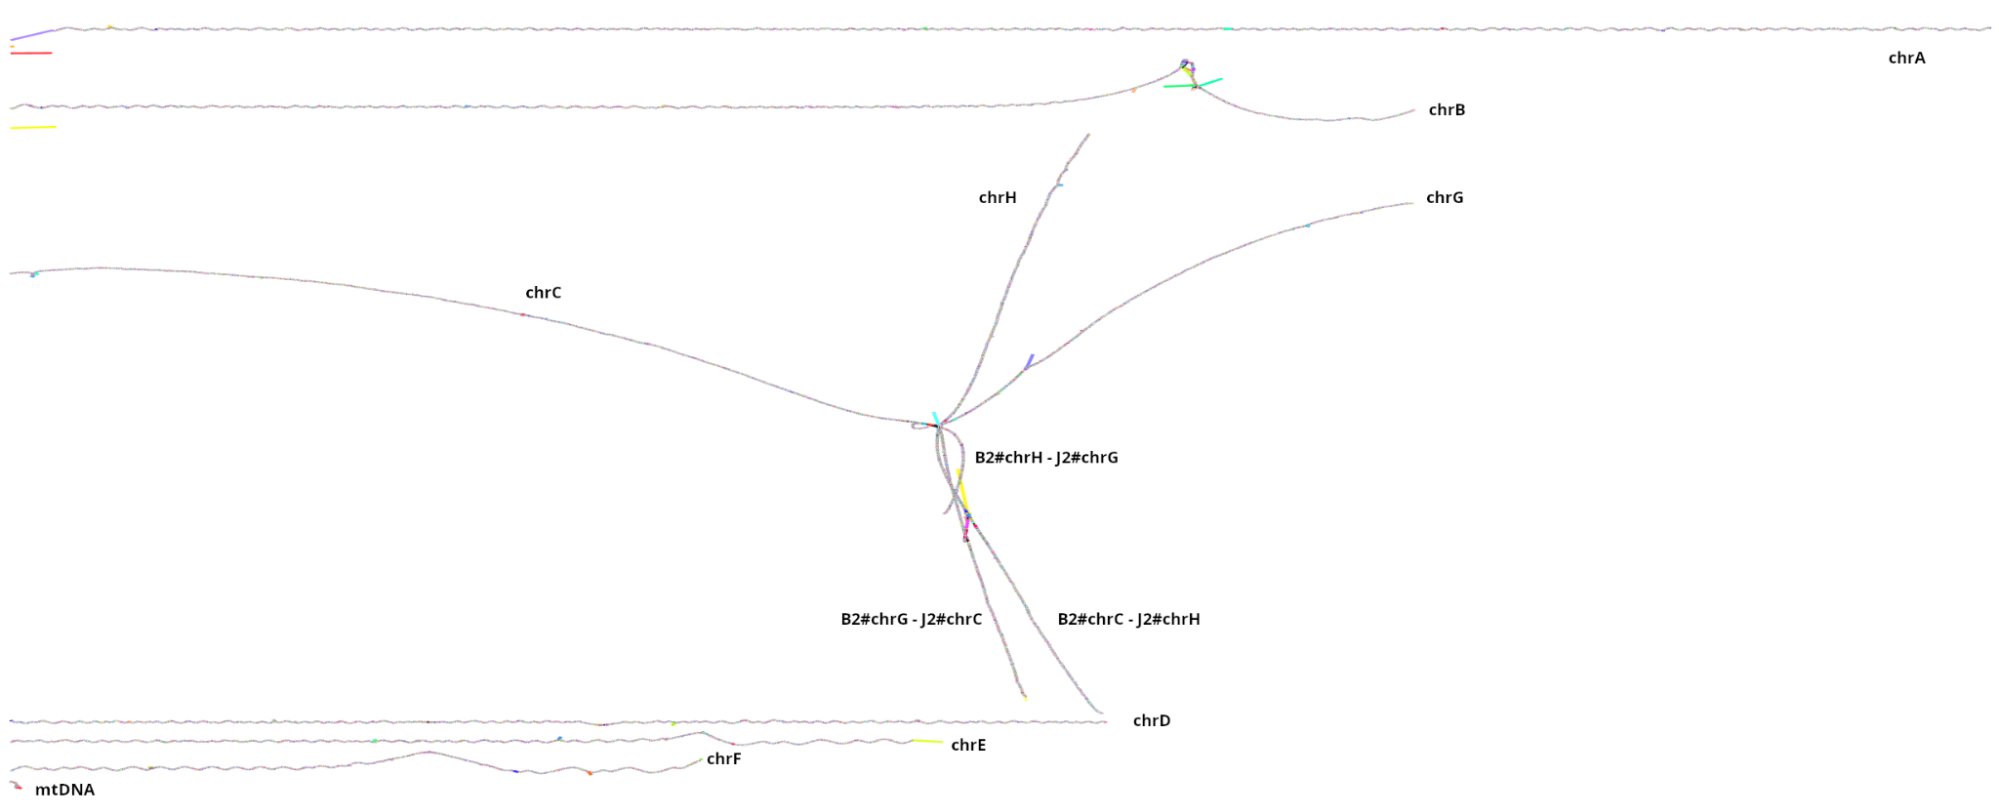 chrA
chrB
chrH
chrG
chrC
B2#chrH - J2#chrG
B2#chrG - J2#chrC
B2#chrC - J2#chrH
chrD
chrE
chrF
mtDNA